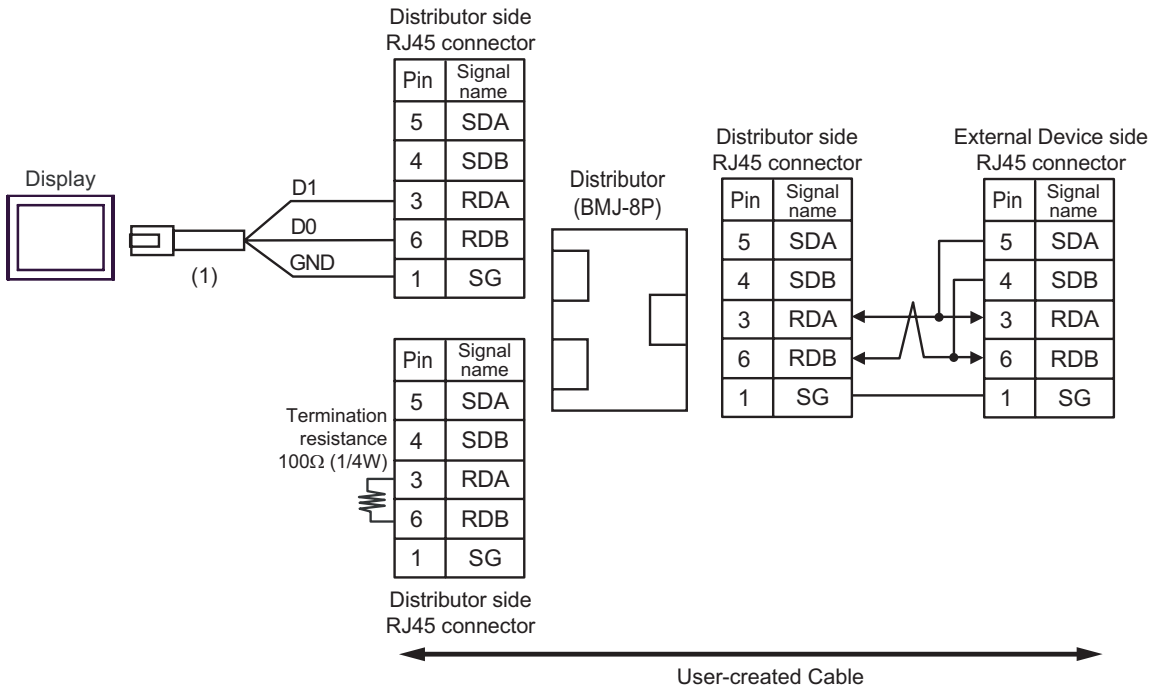 Distributor side
RJ45 connector
Pin
Signal
name
5 SDA
4 SDB
3 RDA
6 RDB
1 SG
Display
D1
D0
GND
(1)
Pin
Signal
name
5 SDA
4 SDB
3 RDA
6 RDB
1 SG
Termination
resistance
100Ω (1/4W)
Distributor side
RJ45 connector
Distributor
(BMJ-8P)
Distributor side
RJ45 connector
Pin
Signal
name
5 SDA
4 SDB
3 RDA
6 RDB
1 SG
External Device side
RJ45 connector
Pin
Signal
name
5 SDA
4 SDB
3 RDA
6 RDB
1 SG
User-created Cable